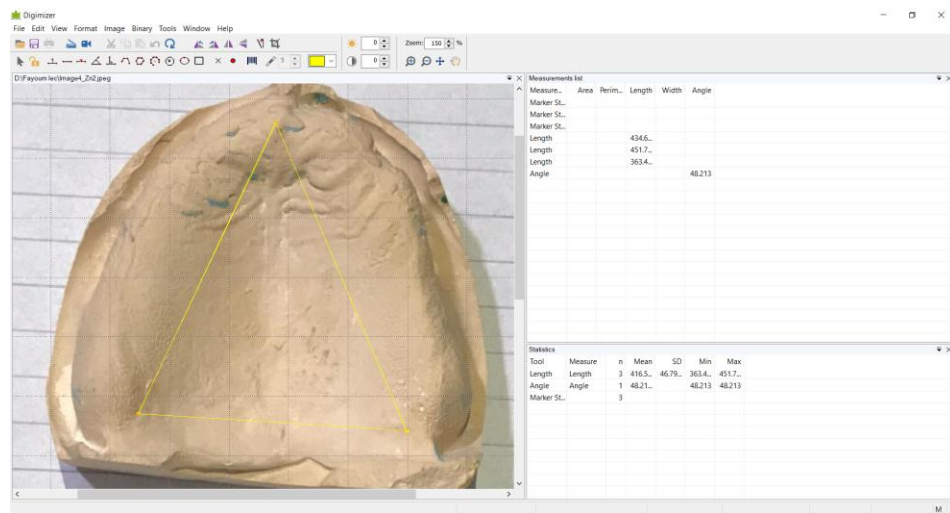 Digimizer
File Edit View Format Image Binary Tools Window Help
0 Zoom: 150 %
5 0
D:\Fayoum lec\Image4_Zn2.jpeg
Measurements list
Measure... Area Perim... Length Width Angle
Marker St...
Marker St...
Marker St...
Length 434.6...
Length 451.7...
Length 363.4...
Angle 48.213
Statistics
Tool Measure n Mean SD Min Max
Length Length 3 416.5... 46.79... 363.4... 451.7...
Angle Angle 1 48.21... 48.213 48.213
Marker St... 3
M